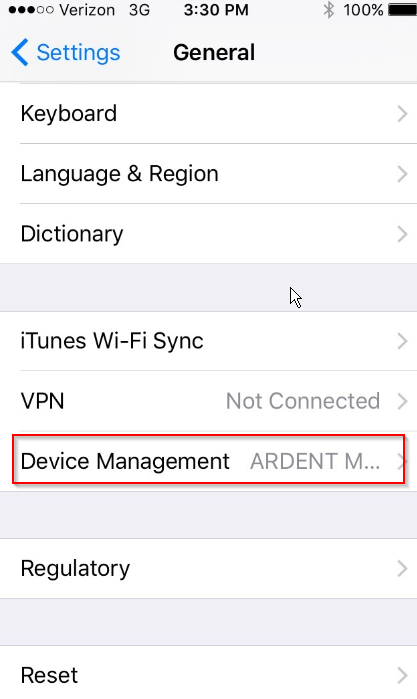 Verizon 3G 3:30 PM 100%
Settings General
Keyboard
Language & Region
Dictionary
iTunes Wi-Fi Sync
VPN Not Connected
Device Management ARDENT M...
Regulatory
Reset